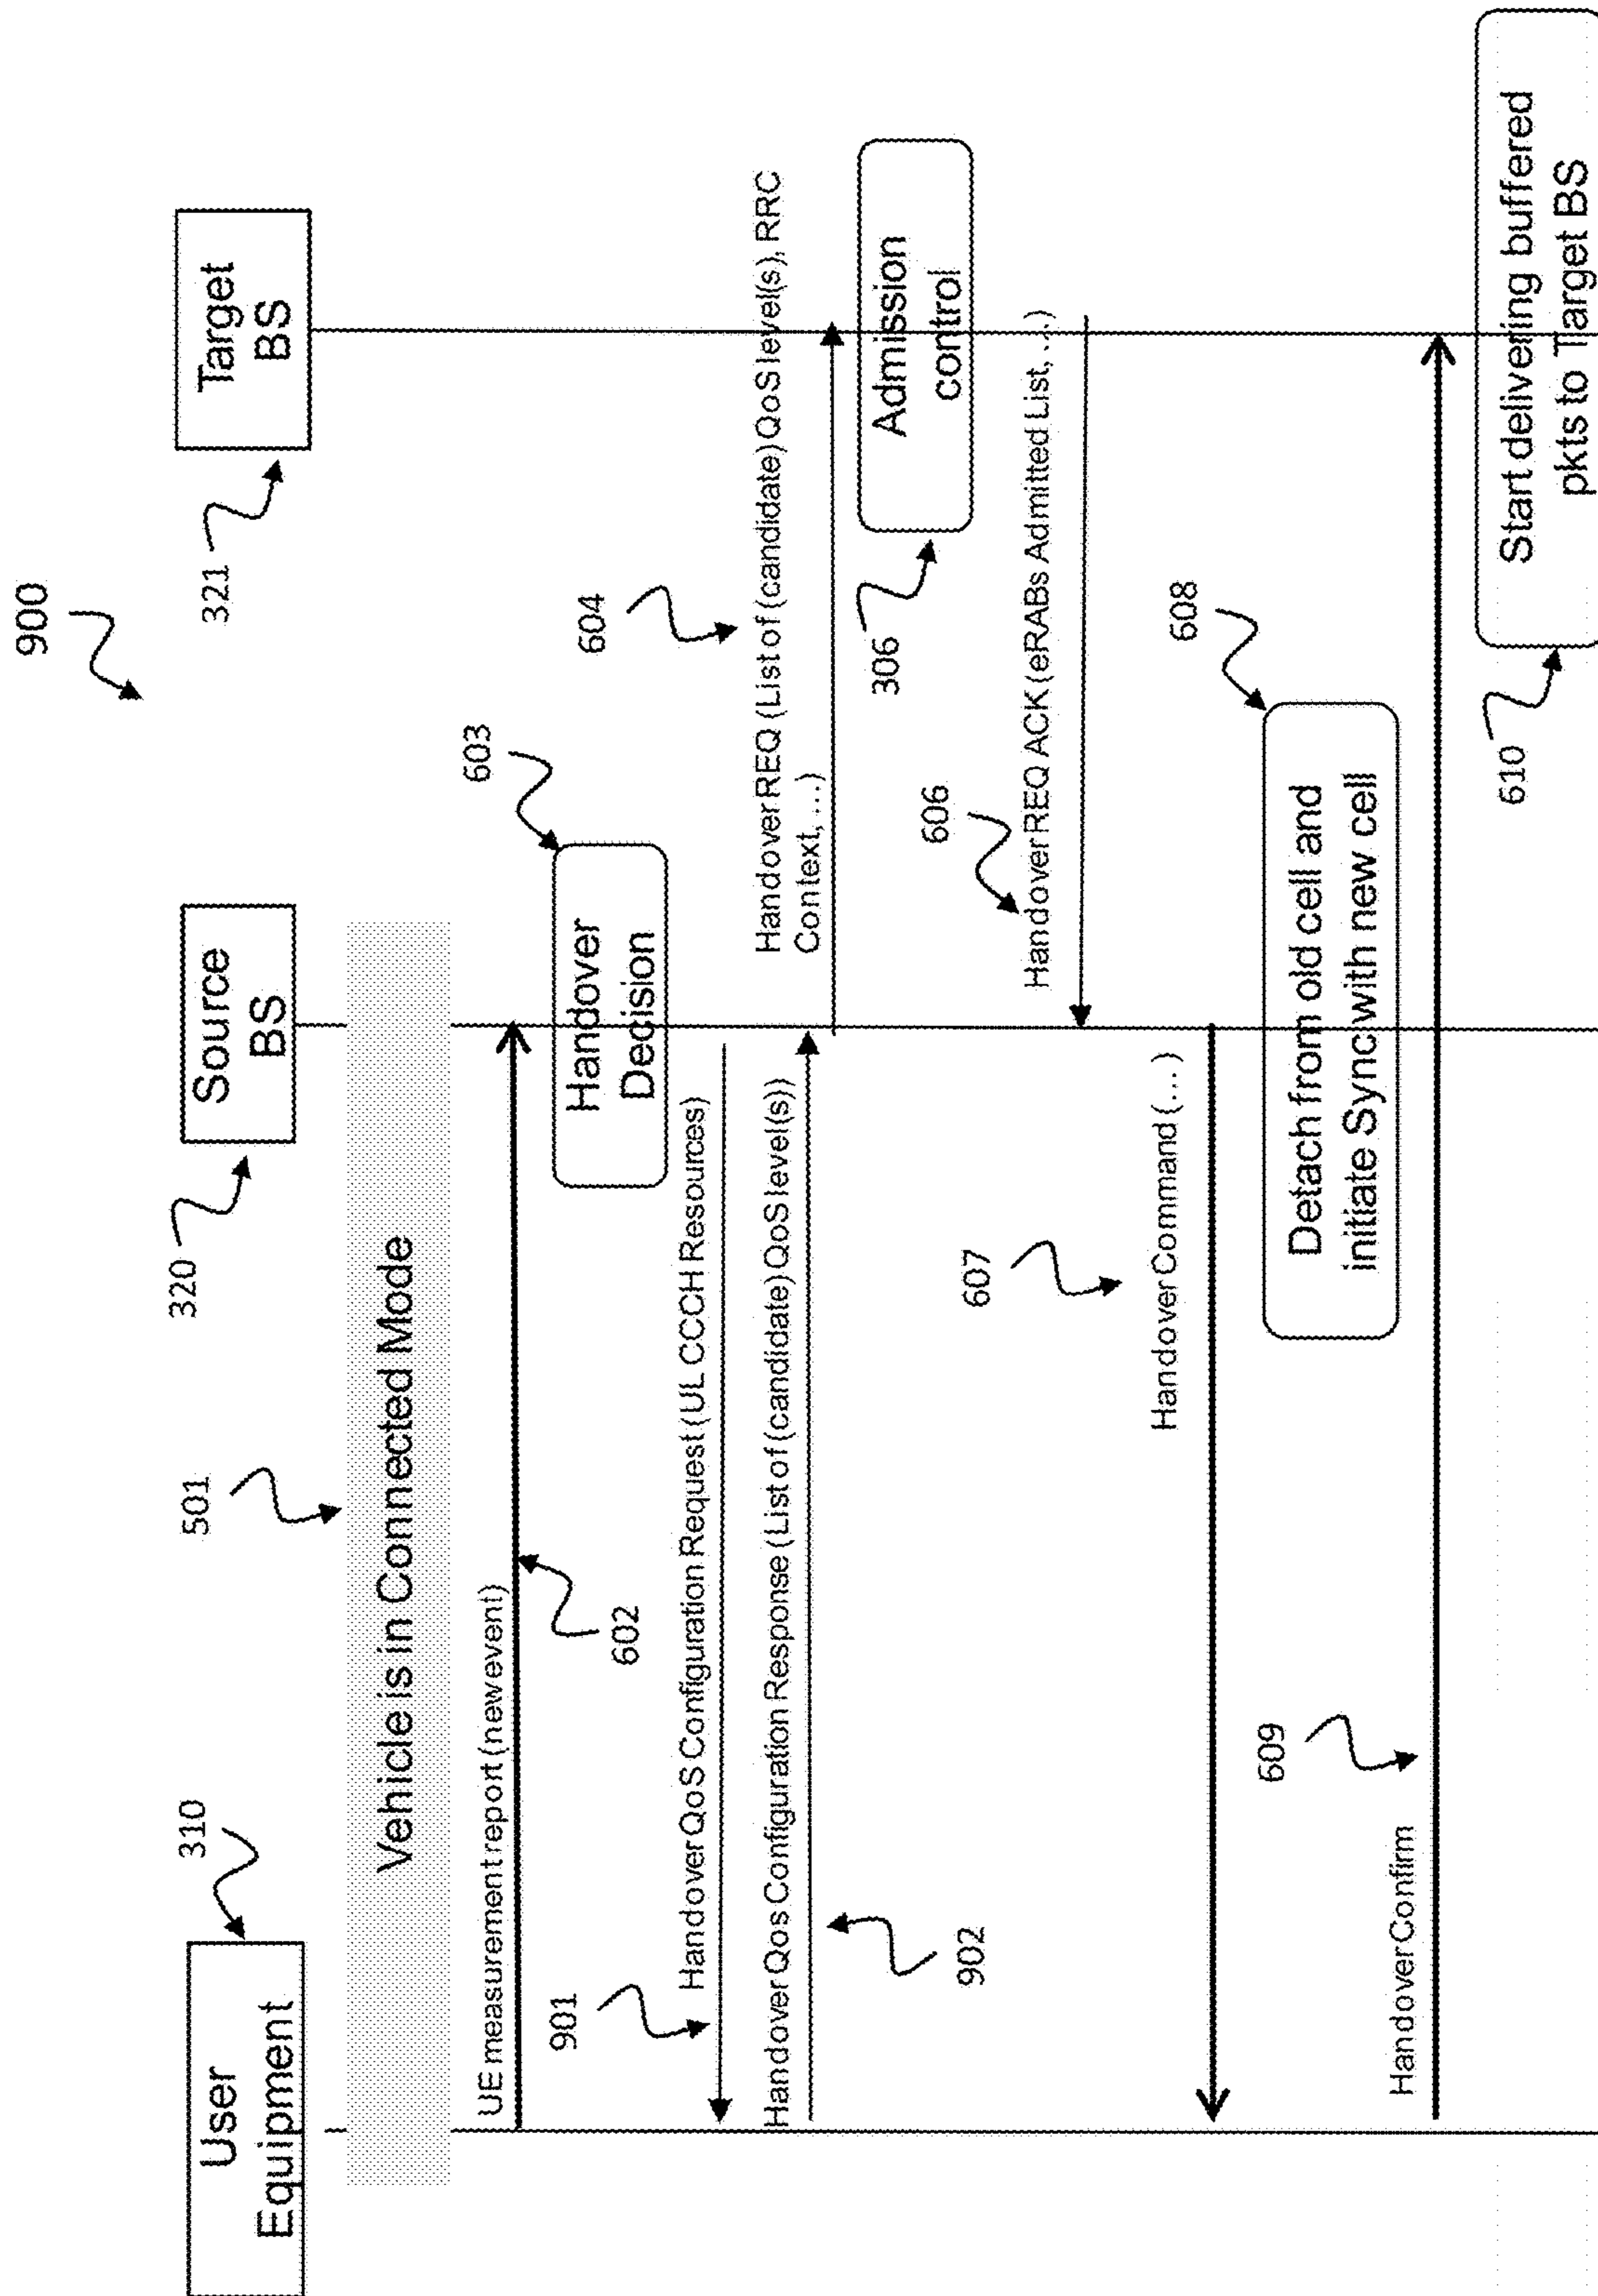 900
User
Equipment
310
Source
BS
320
Target
BS
321
501
Vehicle is in Connected Mode
UE measurement report (new event)
602
603
Handover
Decision
901
Handover QoS Configuration Request (UL CCCH Resources)
Handover Qos Configuration Response (List of (candidate) QoS level(s))
902
604
Handover REQ (List of (candidate) QoS level(s), RRC
Context, ...)
306
Admission
control
606
Handover REQ ACK (eRABs Admitted List, ...)
607
Handover Command (...)
608
Detach from old cell and
initiate Sync with new cell
609
Handover Confirm
610
Start delivering buffered
pkts to Target BS